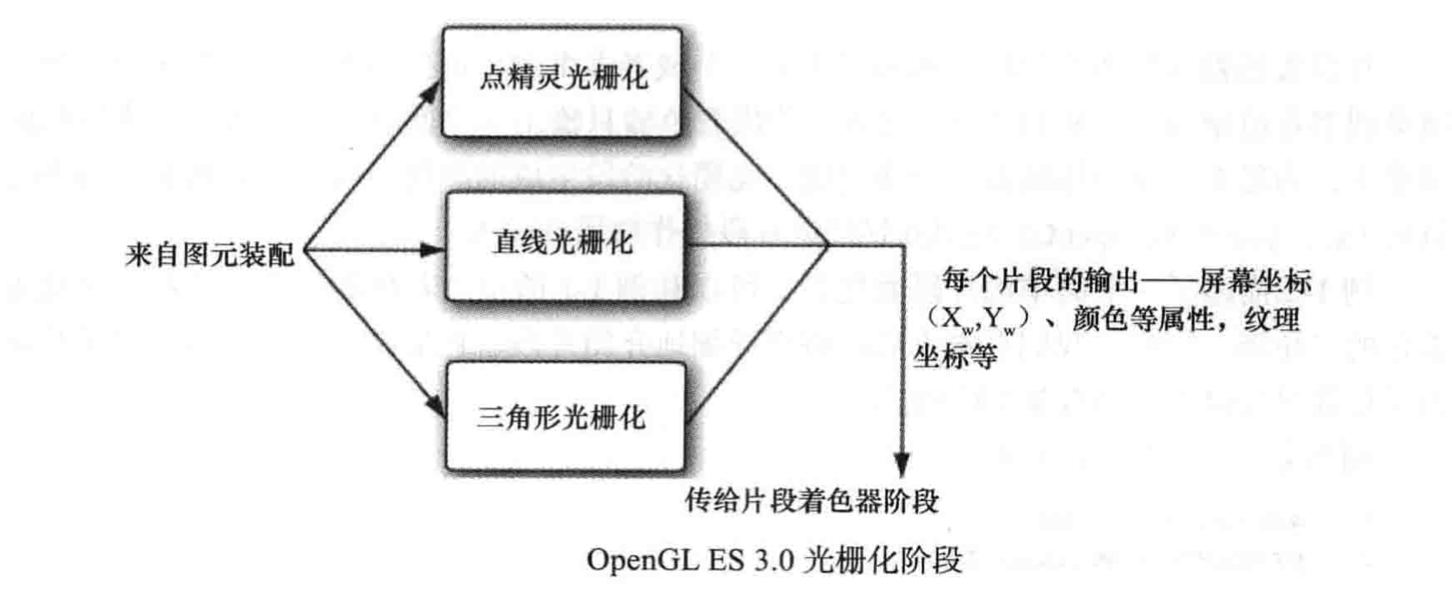 点精灵光栅化
来自图元装配
直线光栅化
三角形光栅化
每个片段的输出——屏幕坐标
(Xw,Yw)、颜色等属性，纹理
坐标等
传给片段着色器阶段
OpenGL ES 3.0 光栅化阶段